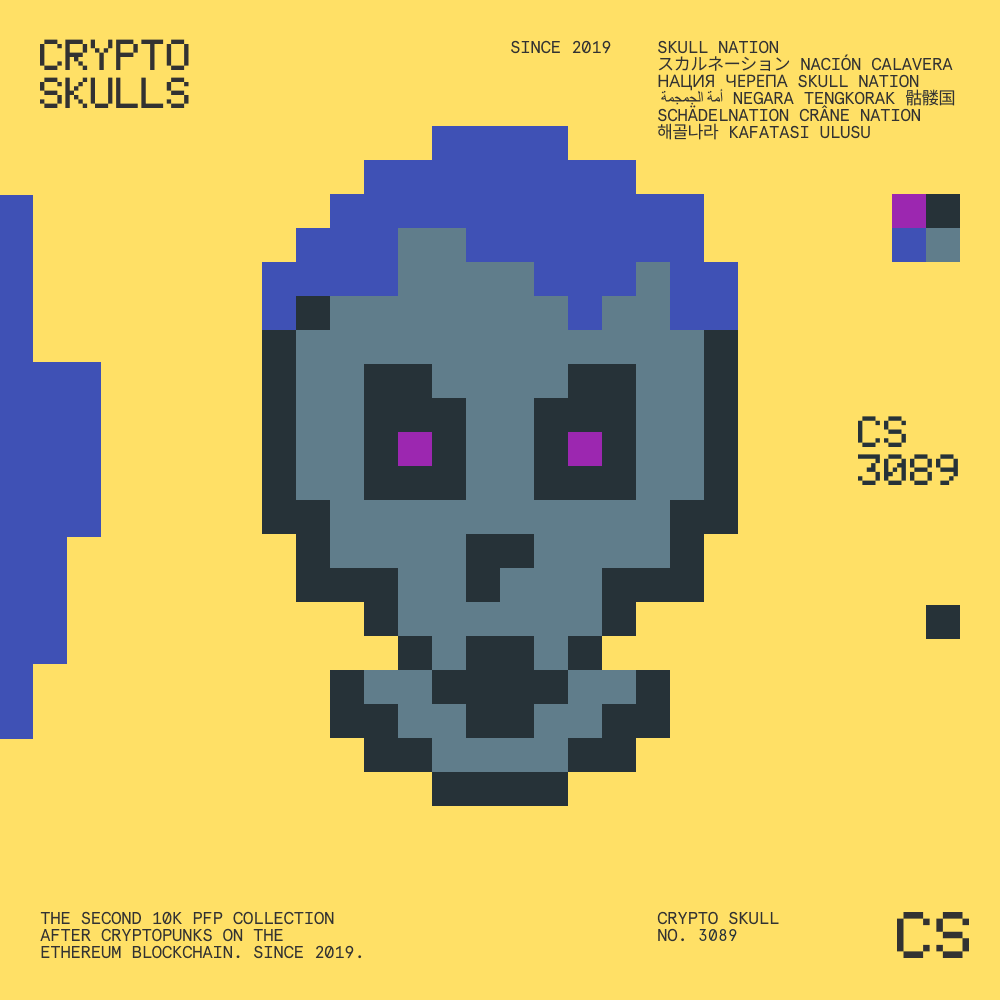 CRYPTO
SKULLS
SINCE 2019
SKULL NATION
スカルネーション NACIÓN CALAVERA
НАЦИЯ ЧЕРЕПА SKULL NATION
أمة الجمجمة NEGARA TENGKORAK 骷髅国
SCHÄDELNATION CRÂNE NATION
해골나라 KAFATASI ULUSU
CS
3089
THE SECOND 10K PFP COLLECTION
AFTER CRYPTOPUNKS ON THE
ETHEREUM BLOCKCHAIN. SINCE 2019.
CRYPTO SKULL
NO. 3089
CS